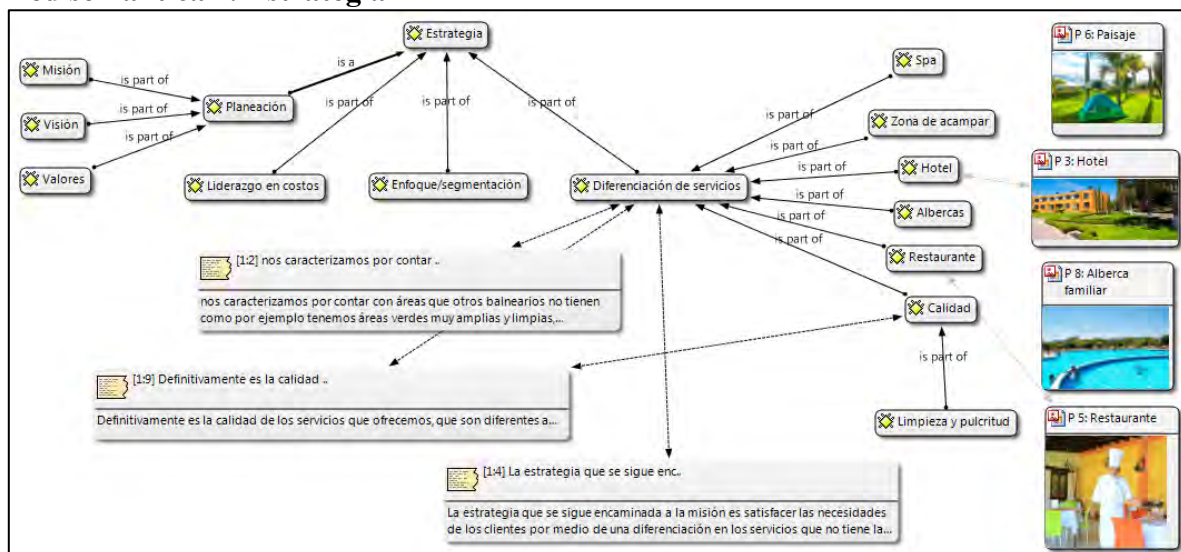 Estrategia
is a
is part of
is part of
is part of
Misión
is part of
Visión
is part of
Valores
is part of
Planeación
Liderazgo en costos
Enfoque/segmentación
Diferenciación de servicios
Spa
is part of
Zona de acampar
is part of
Hotel
is part of
Albercas
is part of
Restaurante
is part of
Calidad
is part of
is part of
Limpieza y pulcritud
[1:2] nos caracterizamos por contar ..
nos caracterizamos por contar con áreas que otros balnearios no tienen
como por ejemplo tenemos áreas verdes muy amplias y limpias,...
[1:9] Definitivamente es la calidad ..
Definitivamente es la calidad de los servicios que ofrecemos, que son diferentes a...
[1:4] La estrategia que se sigue enc..
La estrategia que se sigue encaminada a la misión es satisfacer las necesidades
de los clientes por medio de una diferenciación en los servicios que no tiene la...
P 6: Paisaje
P 3: Hotel
P 8: Alberca
familiar
P 5: Restaurante